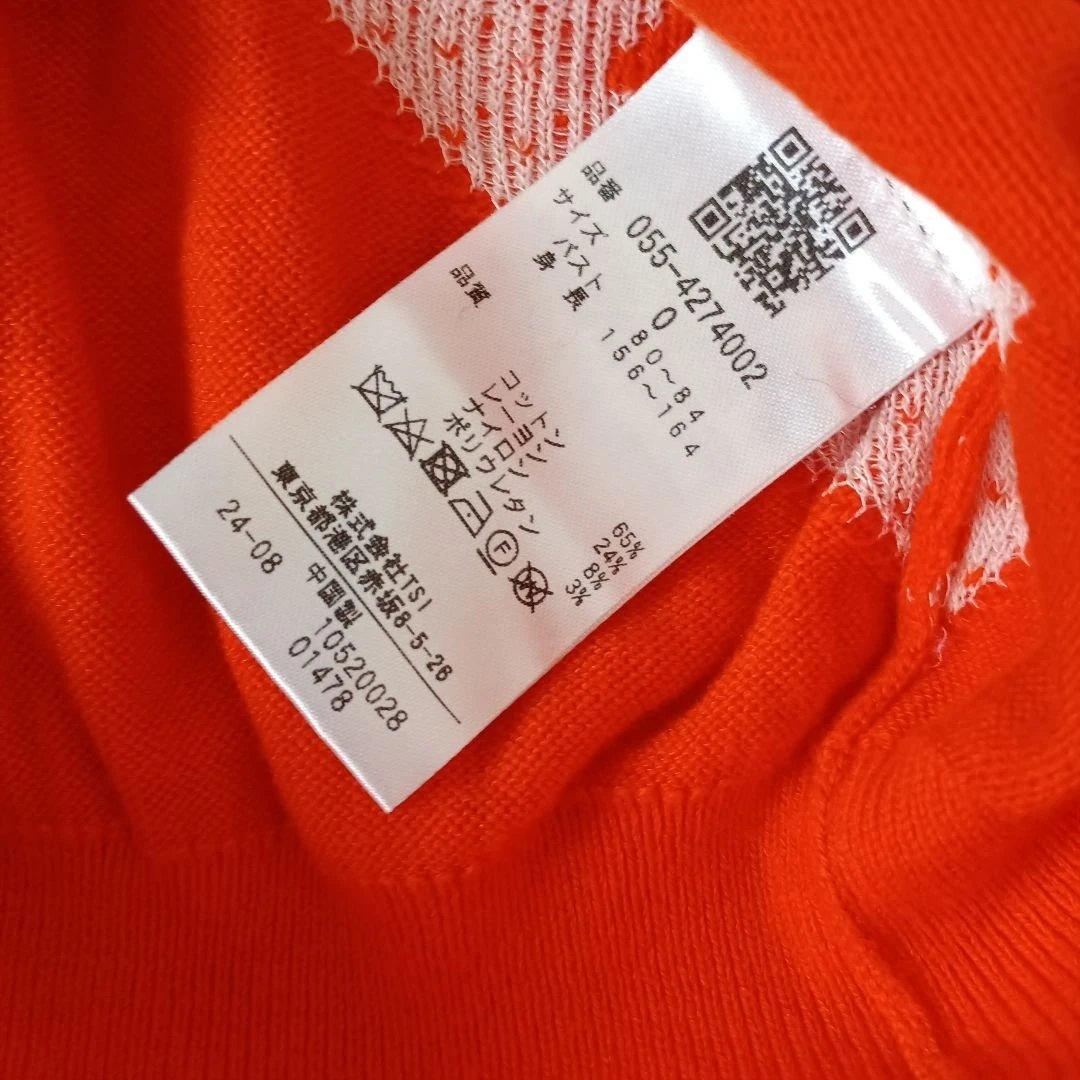 品番 055-4274002
サイズ 0
バスト 80~84
身長 156~164
品質
コットン 65%
レーヨン 24%
ナイロン 8%
ポリウレタン 3%
F
W
株式会社TSI
東京都港区赤坂8-5-26
中国製
24-08 10520028
01478